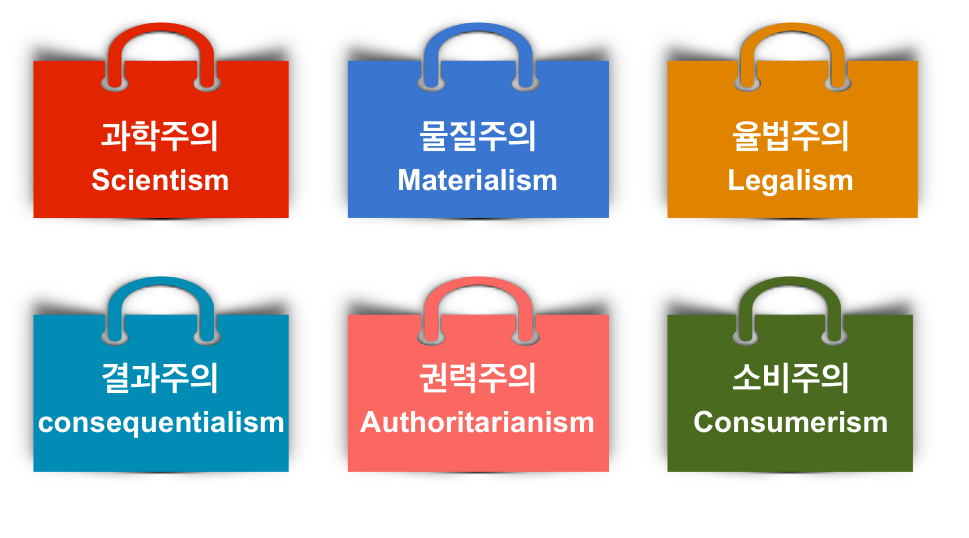 과학주의
Scientism
물질주의
Materialism
율법주의
Legalism
결과주의
consequentialism
권력주의
Authoritarianism
소비주의
Consumerism